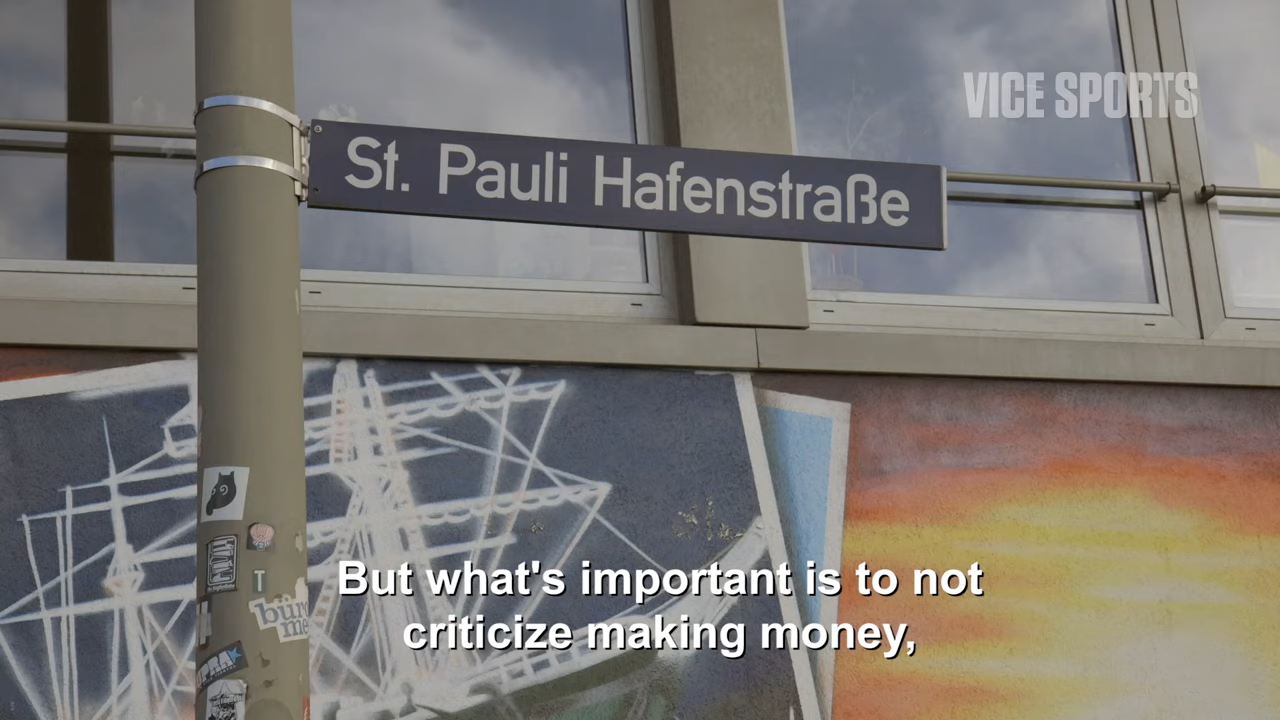 VICE SPORTS
St. Pauli Hafenstraße
T
But what's important is to not
criticize making money,